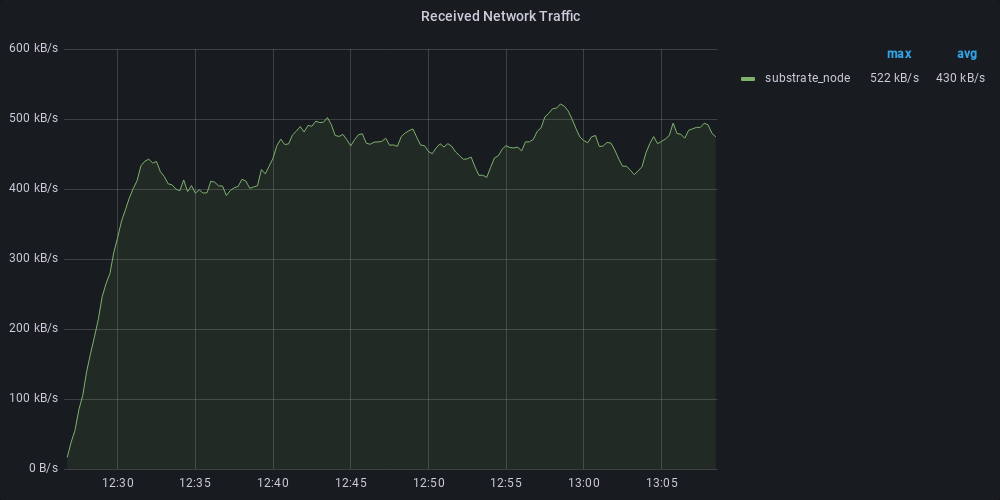 Received Network Traffic
600 kB/s
500 kB/s
400 kB/s
300 kB/s
200 kB/s
100 kB/s
0 B/s
12:30 12:35 12:40 12:45 12:50 12:55 13:00 13:05
max avg
substrate_node 522 kB/s 430 kB/s